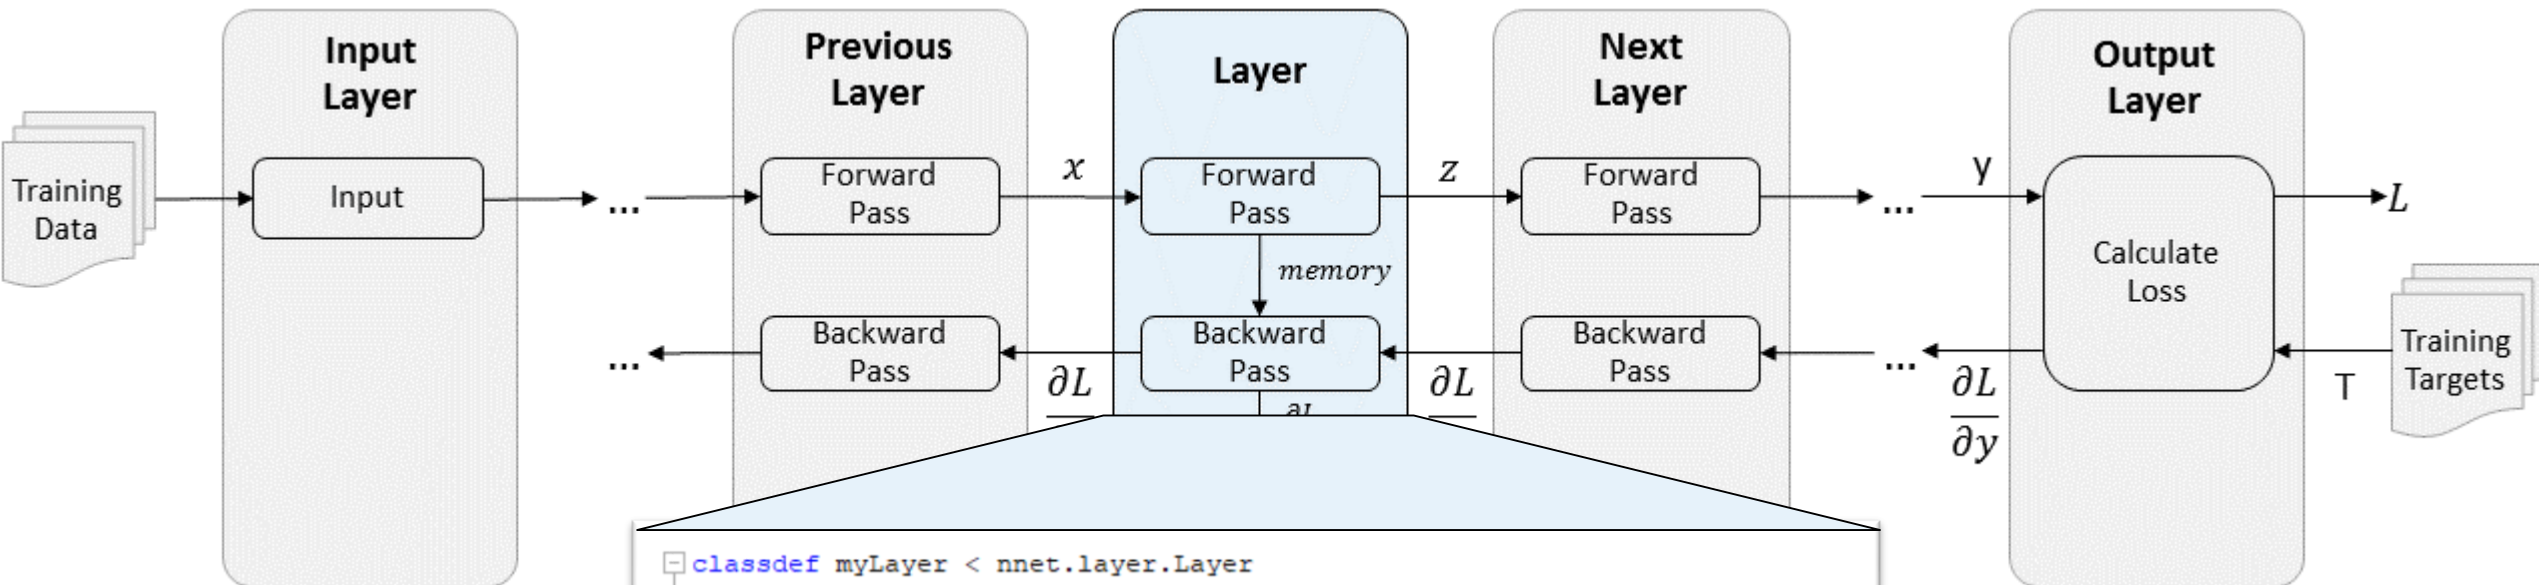 Input
Layer
Previous
Layer
Layer
Next
Layer
Output
Layer
Training
Data
Input
...
Forward
Pass
x
Forward
Pass
z
Forward
Pass
...
y
Calculate
Loss
L
memory
...
Backward
Pass
∂L
Backward
Pass
∂L
Backward
Pass
...
∂L
∂y
T
Training
Targets
∂L
classdef myLayer < nnet.layer.Layer